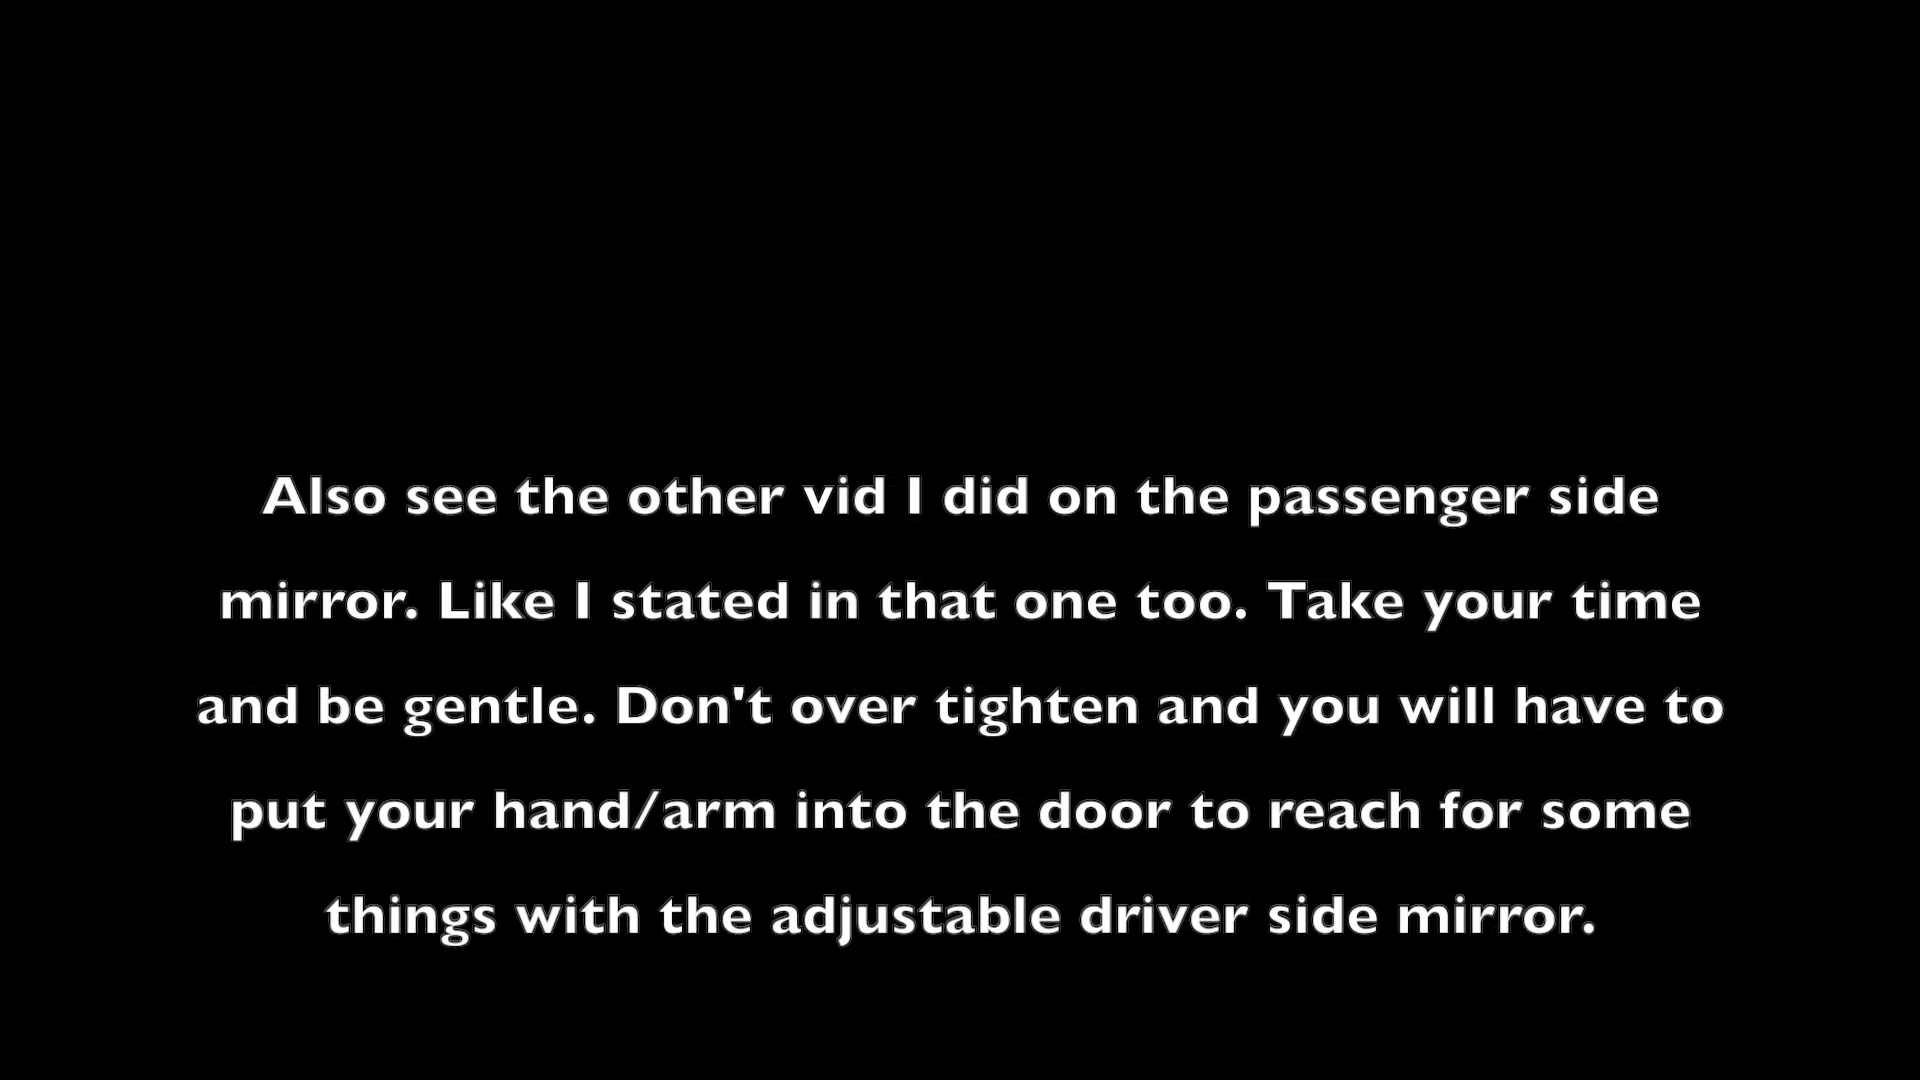 Also see the other vid I did on the passenger side
mirror. Like I stated in that one too. Take your time
and be gentle. Don't over tighten and you will have to
put your hand/arm into the door to reach for some
things with the adjustable driver side mirror.